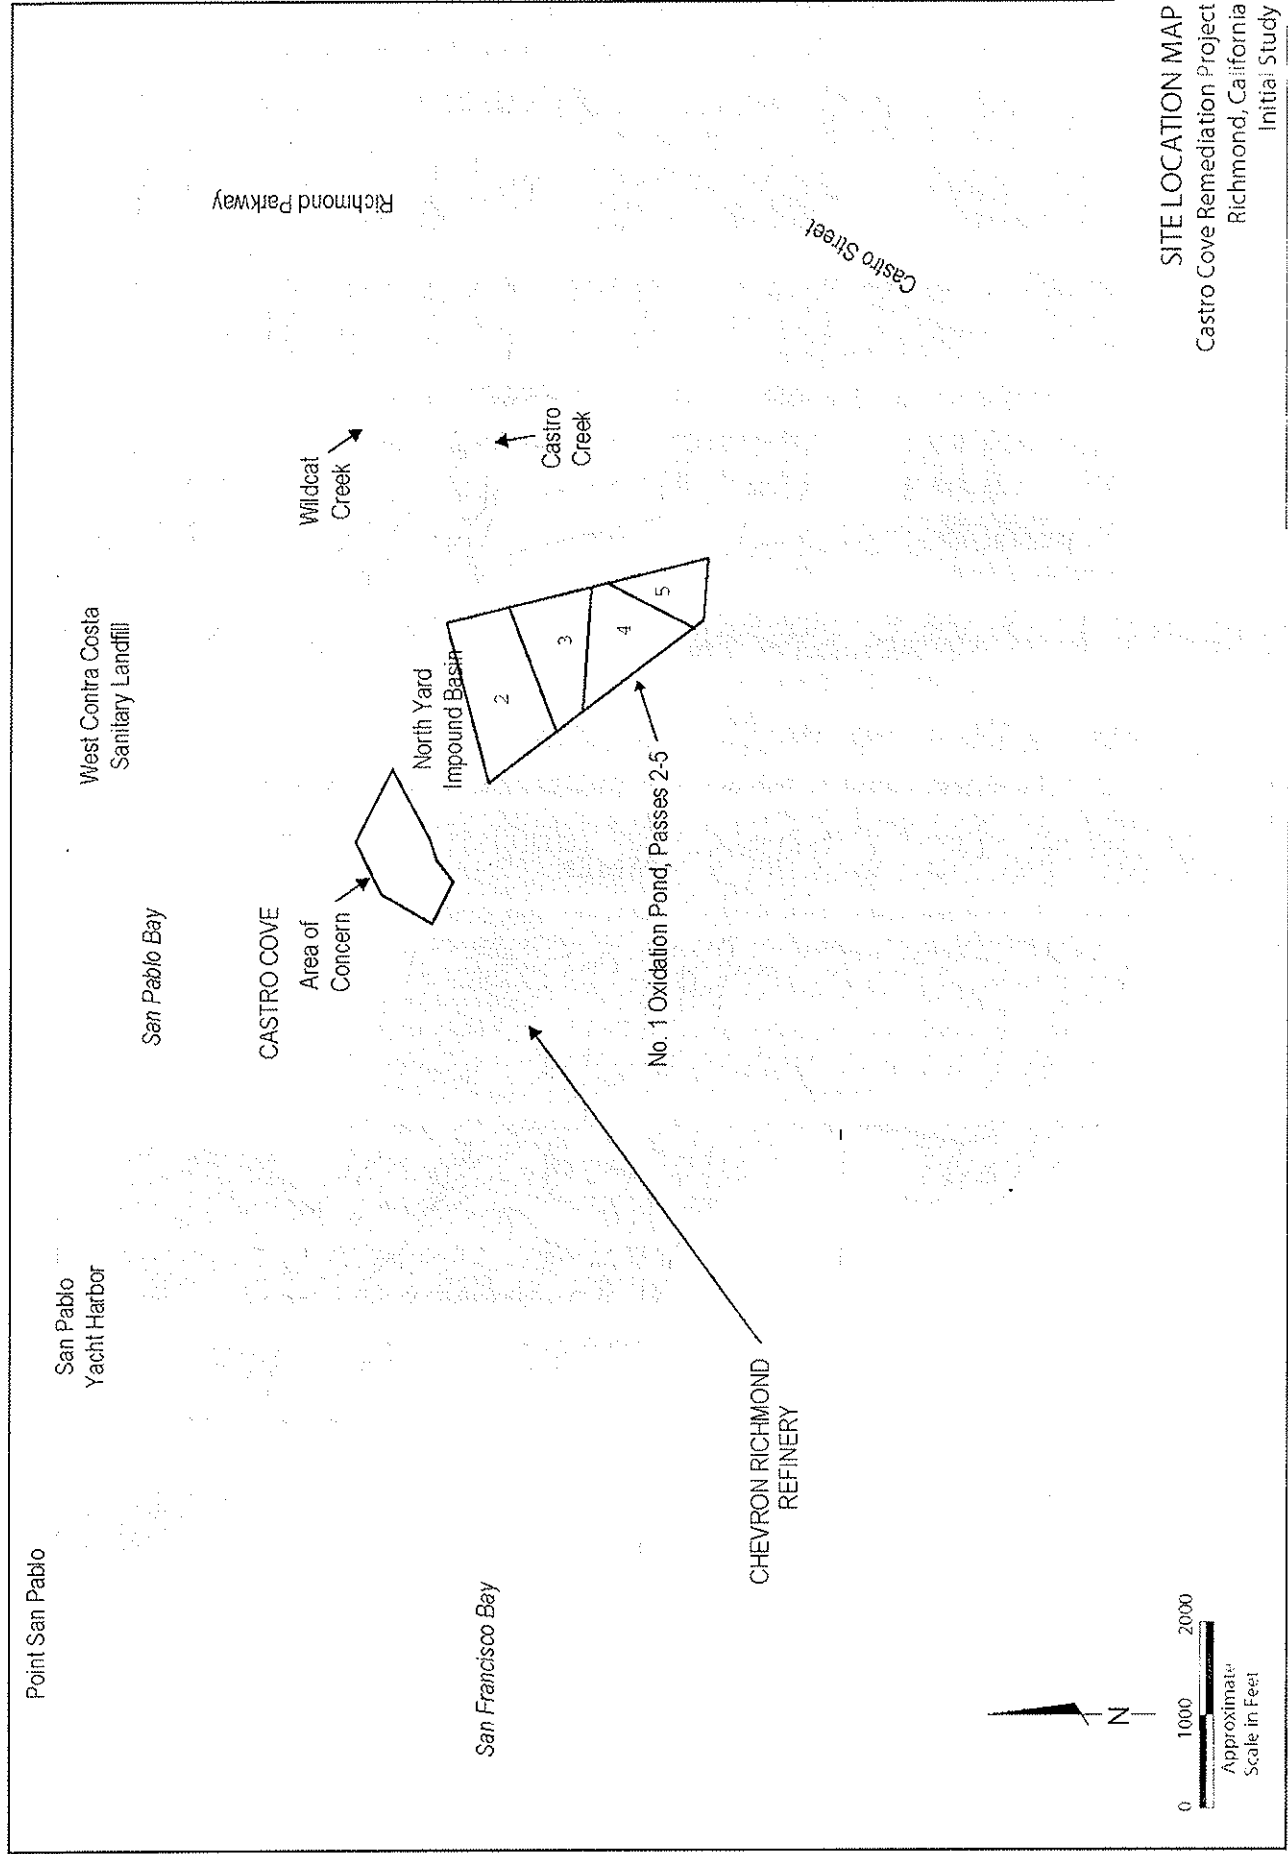 Point San Pablo
San Pablo
Yacht Harbor
San Pablo Bay
West Contra Costa
Sanitary Landfill
Richmond Parkway
CASTRO COVE
Area of
Concern
Wildcat
Creek
North Yard
Impound Basin
Castro
Creek
San Francisco Bay
2
3
4
5
No. 1 Oxidation Pond, Passes 2-5
Castro Street
CHEVRON RICHMOND
REFINERY
N
0 1000 2000
Approximate
Scale in Feet
SITE LOCATION MAP
Castro Cove Remediation Project
Richmond, California
Initial Study